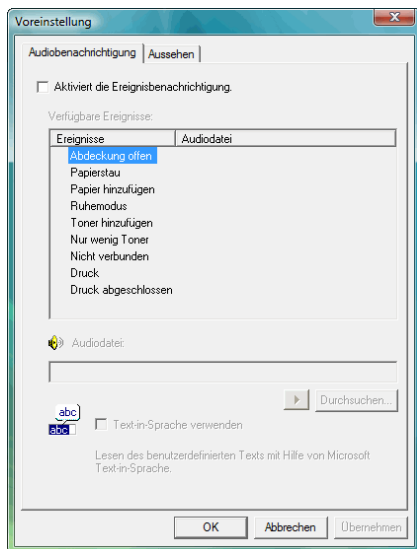 Voreinstellung
Audiobenachrichtigung
Aussehen
Aktiviert die Ereignisbenachrichtigung.
Verfügbare Ereignisse:
Ereignisse Audiodatei
Abdeckung offen
Papierstau
Papier hinzufügen
Ruhemodus
Toner hinzufügen
Nur wenig Toner
Nicht verbunden
Druck
Druck abgeschlossen
Audiodatei:
Durchsuchen...
abc
abc
Text-in-Sprache verwenden
Lesen des benutzerdefinierten Texts mit Hilfe von Microsoft
Text-in-Sprache.
OK Abbrechen Übernehmen